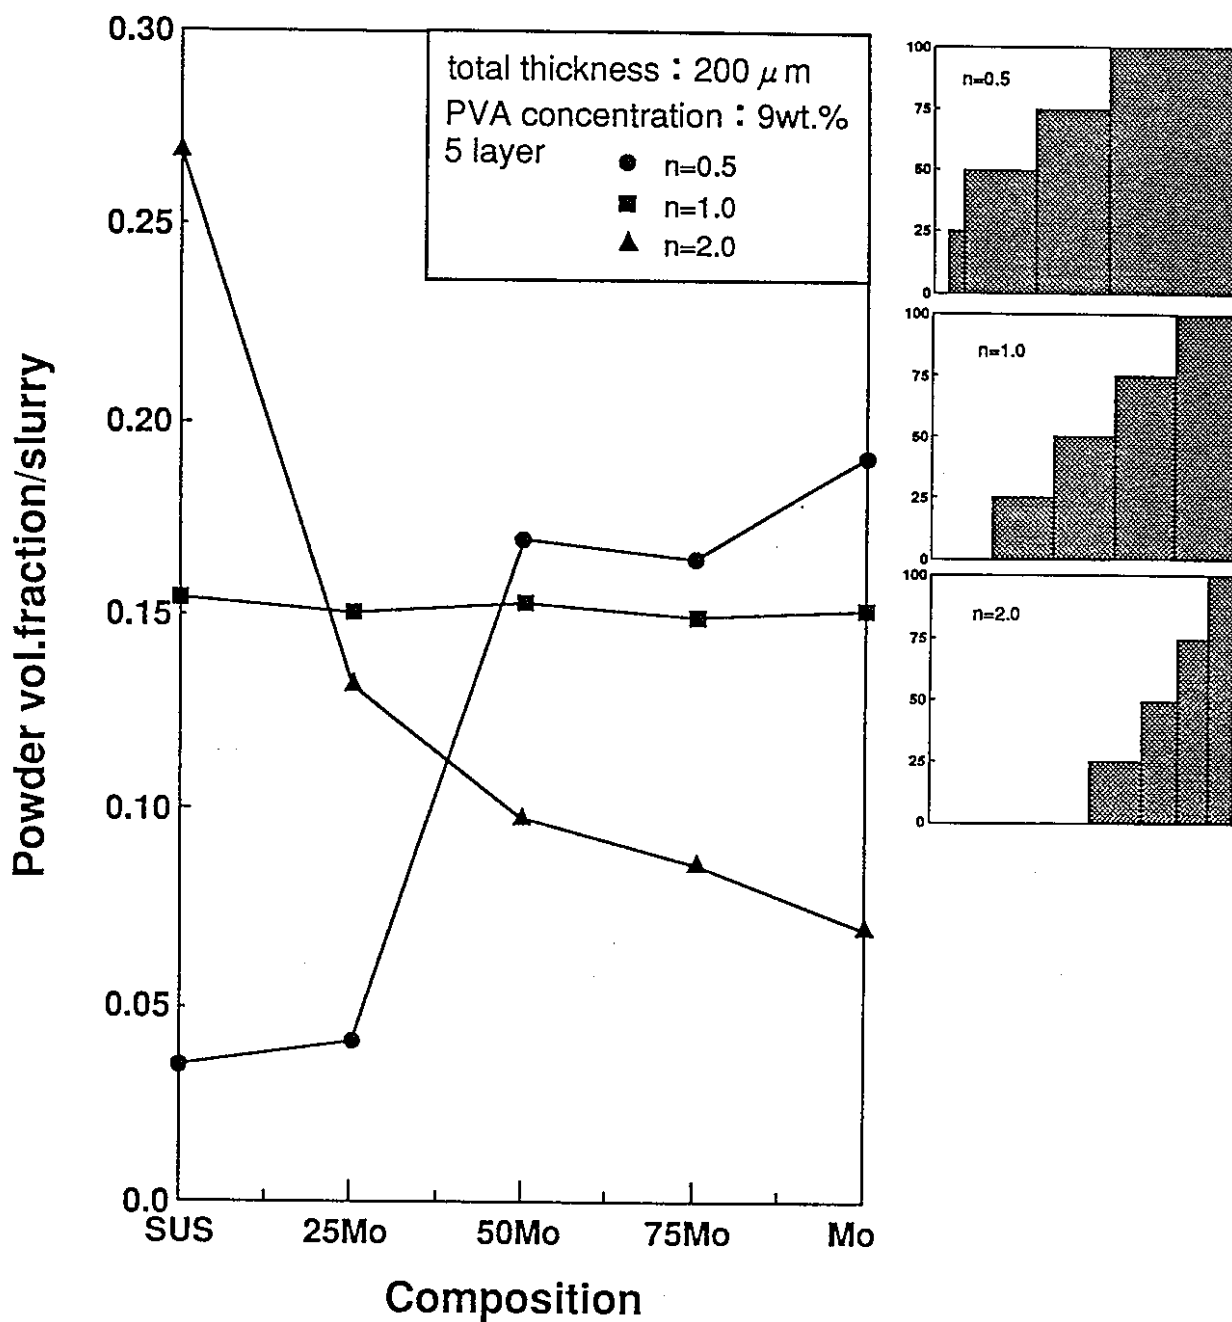 0.30
0.25
0.20
0.15
0.10
0.05
0.0
Powder vol.fraction/slurry
SUS 25Mo 50Mo 75Mo Mo
Composition
total thickness : 200 μm
PVA concentration : 9wt.%
5 layer
n=0.5
n=1.0
n=2.0
100
75
50
25
0
n=0.5
100
75
50
25
0
n=1.0
100
75
50
25
0
n=2.0